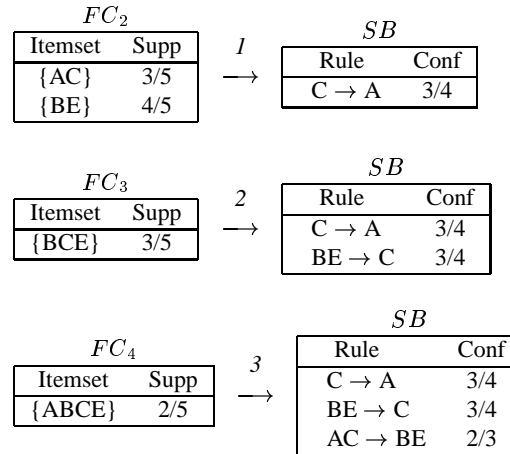 FC₂
Itemset Supp
{AC} 3/5
{BE} 4/5
1
→
SB
Rule Conf
C → A 3/4
FC₃
Itemset Supp
{BCE} 3/5
2
→
SB
Rule Conf
C → A 3/4
BE → C 3/4
FC₄
Itemset Supp
{ABCE} 2/5
3
→
SB
Rule Conf
C → A 3/4
BE → C 3/4
AC → BE 2/3